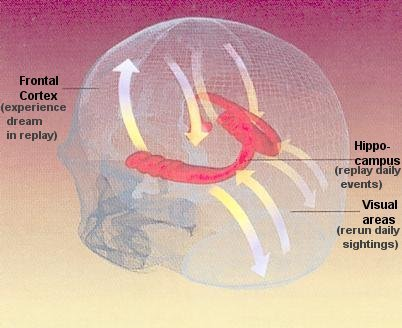 Frontal
Cortex
(experience
dream
in replay)
Hippo-
campus
(replay daily
events)
Visual
areas
(rerun daily
sightings)